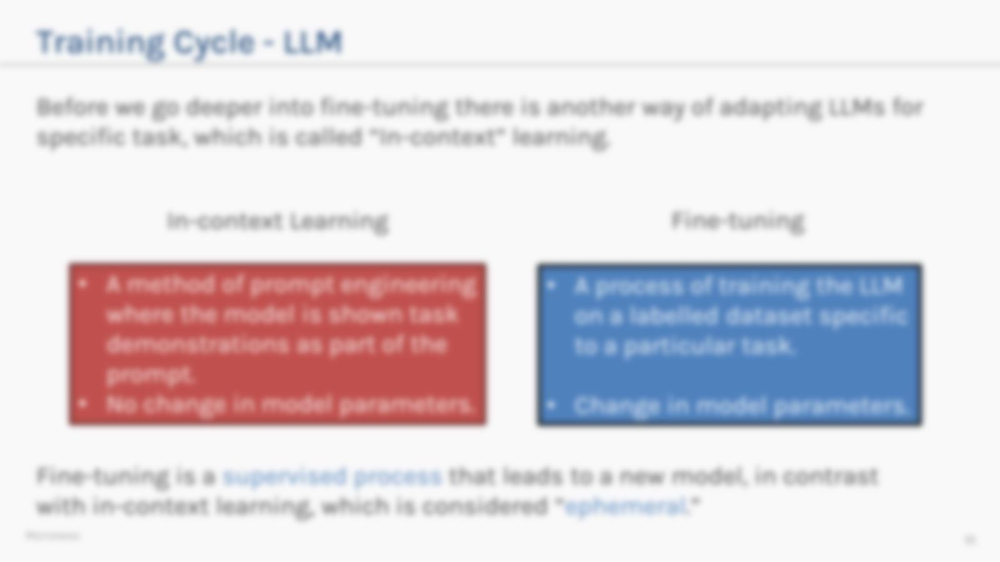 Training Cycle - LLM
Before we go deeper into fine-tuning there is another way of adapting LLMs for
specific task, which is called "In-context" learning.
In-context Learning
Fine-tuning
• A method of prompt engineering
where the model is shown task
demonstrations as part of the
prompt.
• No change in model parameters.
• A process of training the LLM
on a labelled dataset specific
to a particular task.
• Change in model parameters.
Fine-tuning is a supervised process that leads to a new model, in contrast
with in-context learning, which is considered "ephemeral."